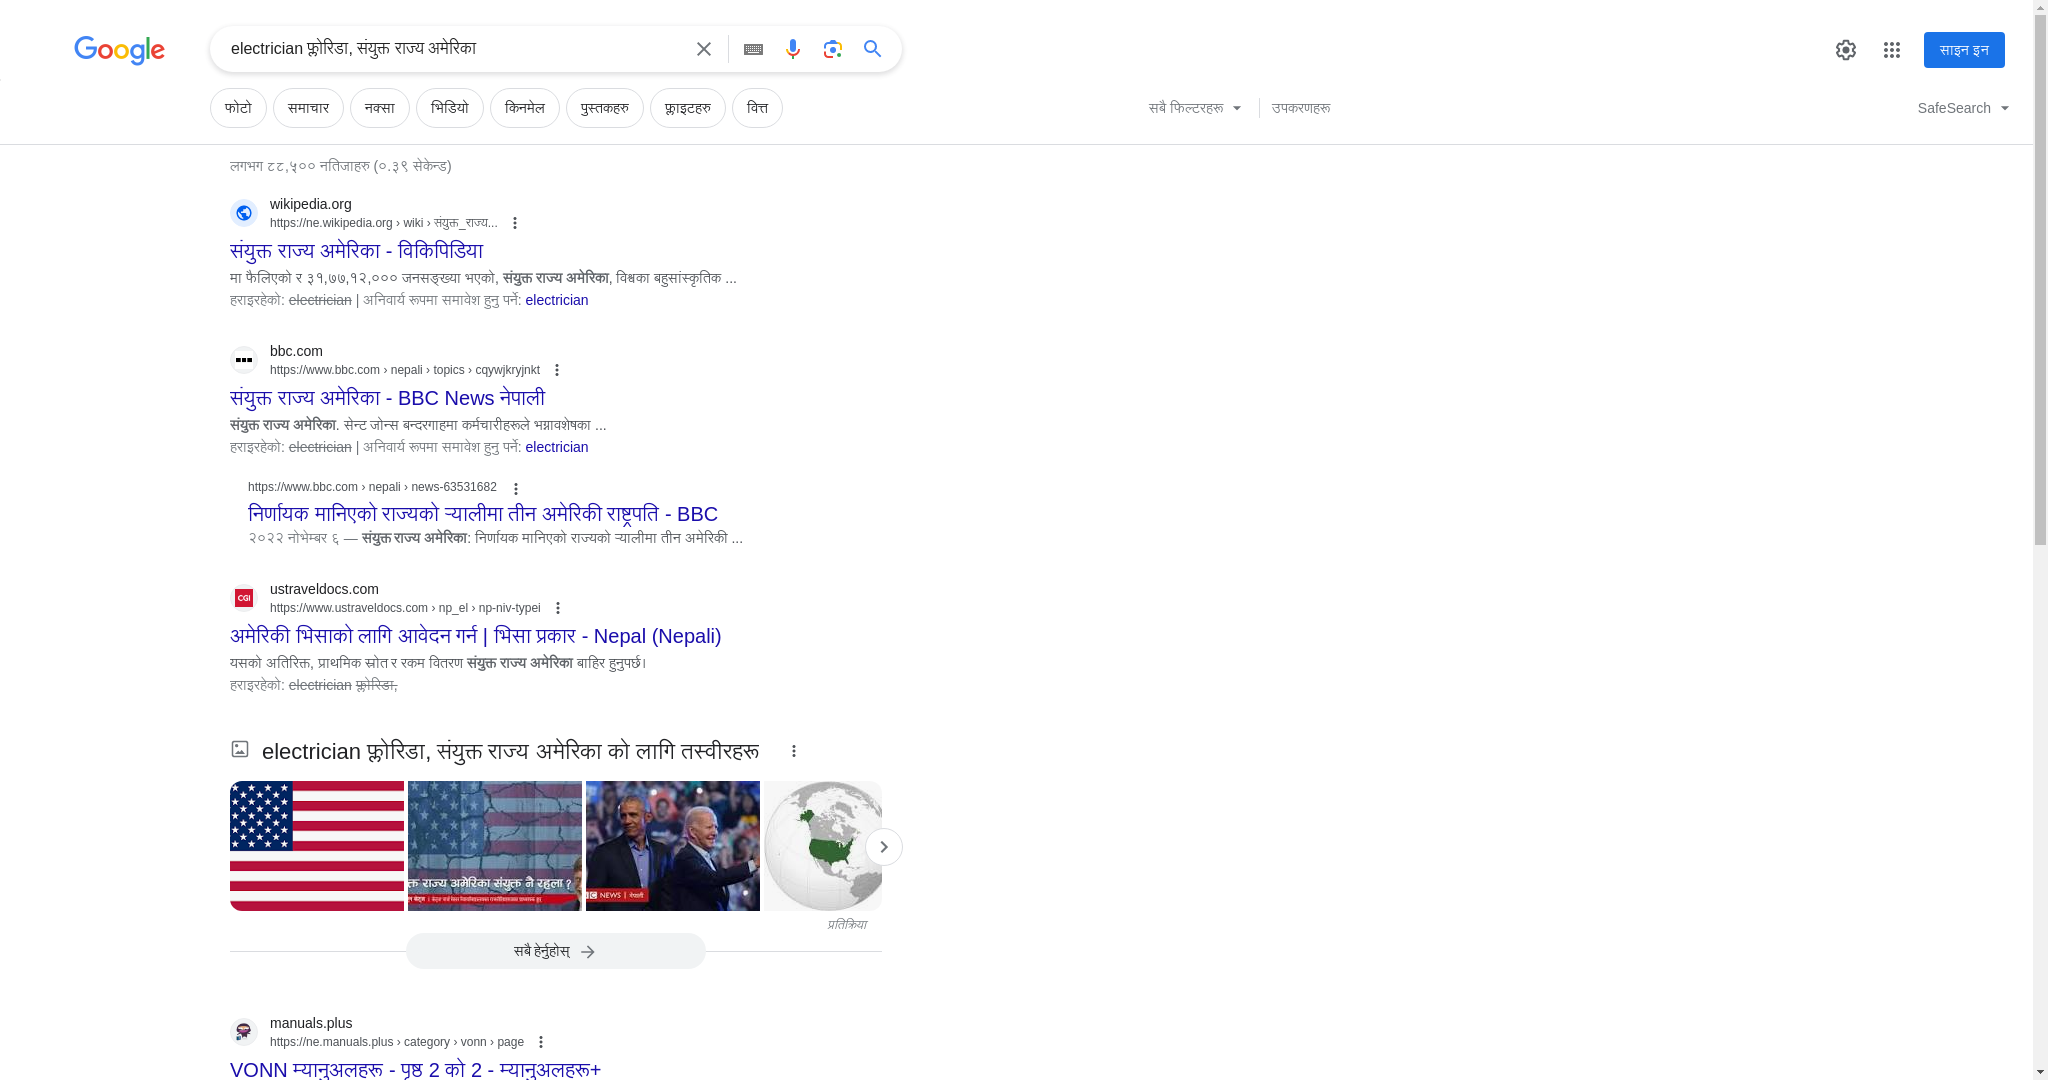 Google
electrician फ्लोरिडा, संयुक्त राज्य अमेरिका
साइन इन
फोटो समाचार नक्सा भिडियो किनमेल पुस्तकहरु फ्लाइटहरु वित्त
सबै फिल्टरहरू उपकरणहरू SafeSearch
लगभग ८८,५०० नतिजाहरु (०.३९ सेकेन्ड)
wikipedia.org
https://ne.wikipedia.org › wiki › संयुक्त_राज्य...
संयुक्त राज्य अमेरिका - विकिपिडिया
मा फैलिएको र ३१,७७,१२,००० जनसङ्ख्या भएको, संयुक्त राज्य अमेरिका, विश्वका बहुसांस्कृतिक ...
हराइरहेको: electrician | अनिवार्य रूपमा समावेश हुनु पर्ने: electrician
bbc.com
https://www.bbc.com › nepali › topics › cqywjkryjnkt
संयुक्त राज्य अमेरिका - BBC News नेपाली
संयुक्त राज्य अमेरिका. सेन्ट जोन्स बन्दरगाहमा कर्मचारीहरूले भग्नावशेषका ...
हराइरहेको: electrician | अनिवार्य रूपमा समावेश हुनु पर्ने: electrician
https://www.bbc.com › nepali › news-63531682
निर्णायक मानिएको राज्यको र्‍यालीमा तीन अमेरिकी राष्ट्रपति - BBC
२०२२ नोभेम्बर ६ — संयुक्त राज्य अमेरिका: निर्णायक मानिएको राज्यको र्‍यालीमा तीन अमेरिकी ...
CGI
ustraveldocs.com
https://www.ustraveldocs.com › np_el › np-niv-typei
अमेरिकी भिसाको लागि आवेदन गर्न | भिसा प्रकार - Nepal (Nepali)
यसको अतिरिक्त, प्राथमिक स्रोत र रकम वितरण संयुक्त राज्य अमेरिका बाहिर हुनुपर्छ।
हराइरहेको: electrician फ्लोरिडा,
electrician फ्लोरिडा, संयुक्त राज्य अमेरिका को लागि तस्वीरहरू
क्त राज्य अमेरिका संयुक्त नै रहला ?
BBC NEWS | नेपाली
प्रतिक्रिया
सबै हेर्नुहोस्
manuals.plus
https://ne.manuals.plus › category › vonn › page
VONN म्यानुअलहरू - पृष्ठ 2 को 2 - म्यानुअलहरू+